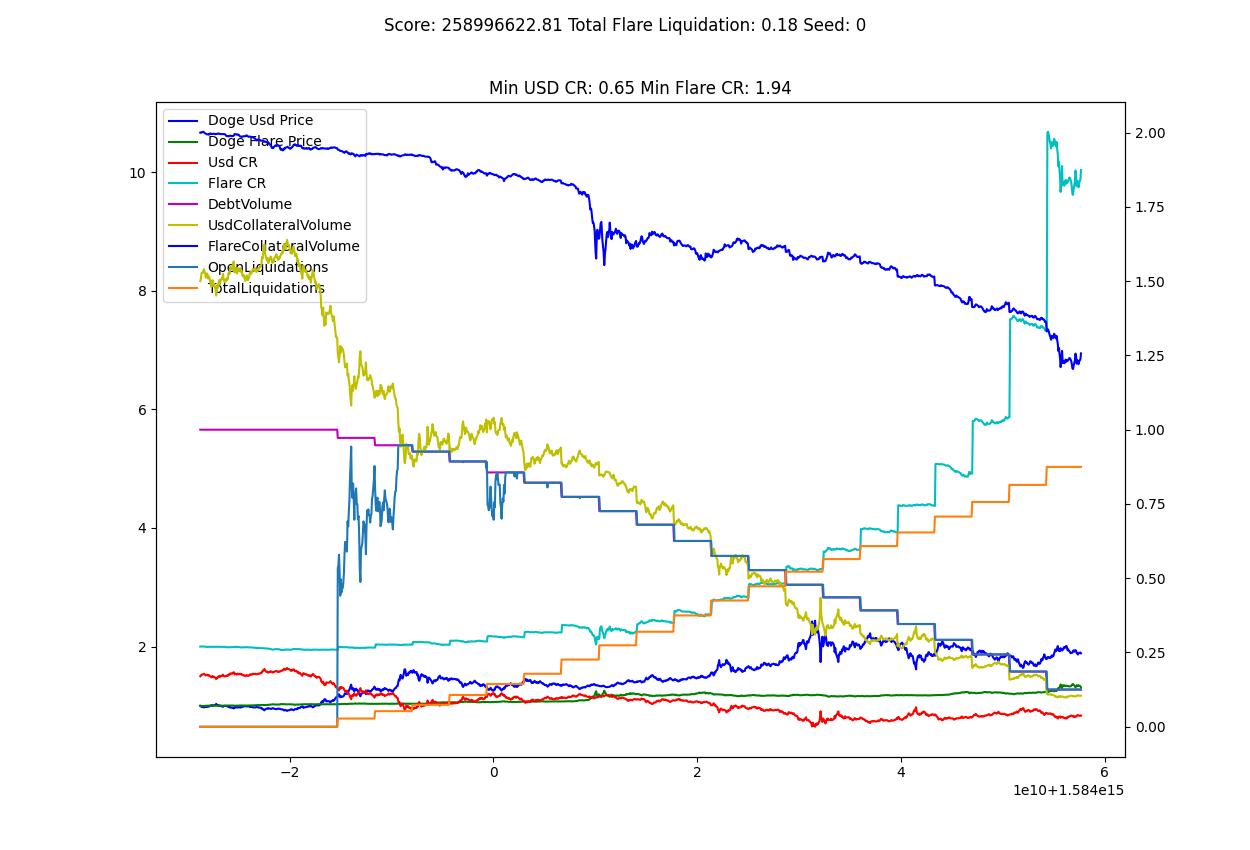 Score: 258996622.81 Total Flare Liquidation: 0.18 Seed: 0
Min USD CR: 0.65 Min Flare CR: 1.94
Doge Usd Price
Doge Flare Price
Usd CR
Flare CR
DebtVolume
UsdCollateralVolume
FlareCollateralVolume
OpenLiquidations
TotalLiquidations
10
8
6
4
2
2.00
1.75
1.50
1.25
1.00
0.75
0.50
0.25
0.00
−2 0 2 4 6
1e10+1.584e15